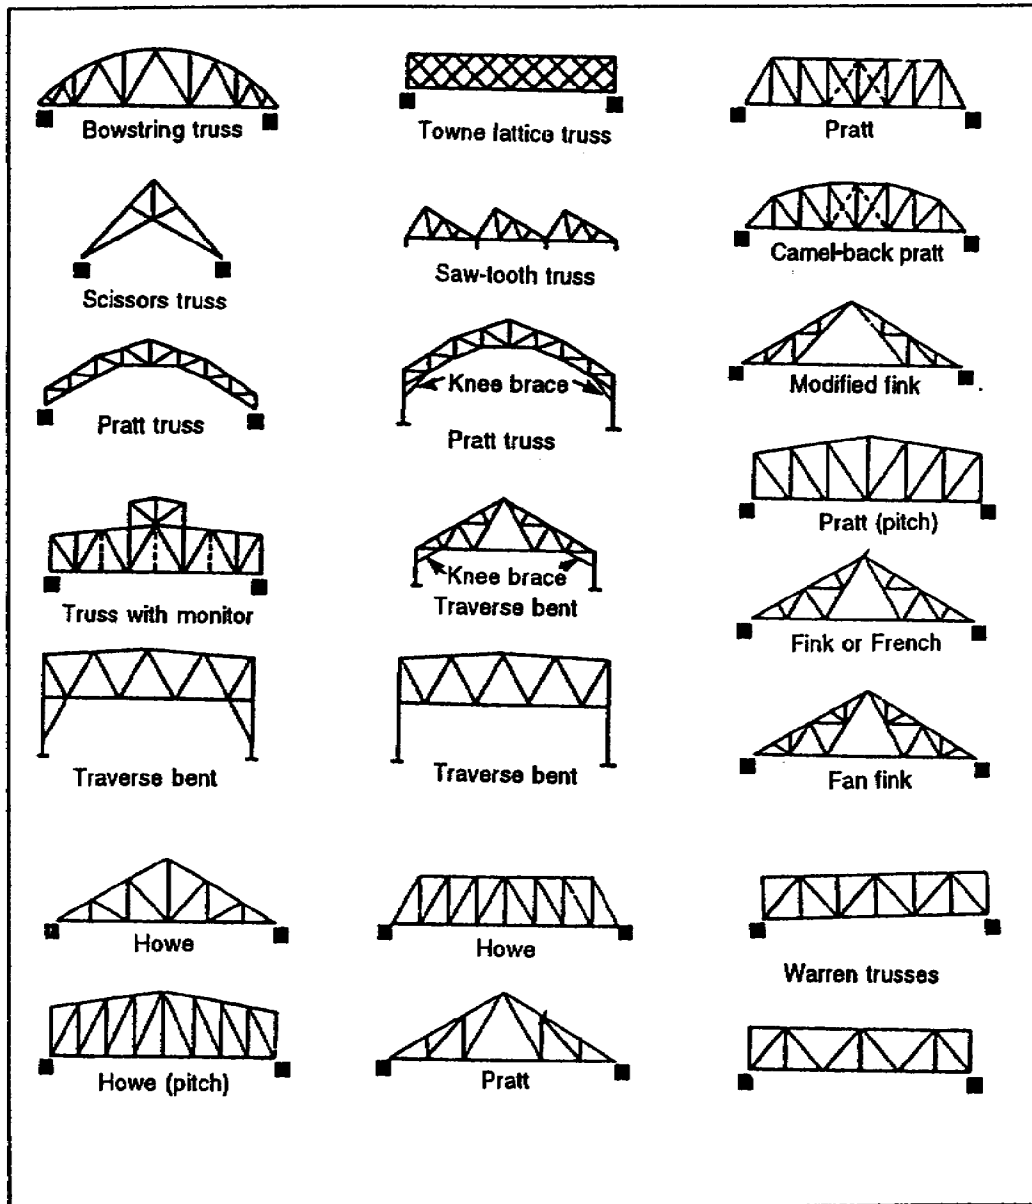 Bowstring truss
Towne lattice truss
Pratt
Scissors truss
Saw-tooth truss
Camel-back pratt
Pratt truss
Knee brace
Pratt truss
Modified fink
Truss with monitor
Knee brace
Traverse bent
Pratt (pitch)
Fink or French
Traverse bent
Traverse bent
Fan fink
Howe
Howe
Warren trusses
Howe (pitch)
Pratt